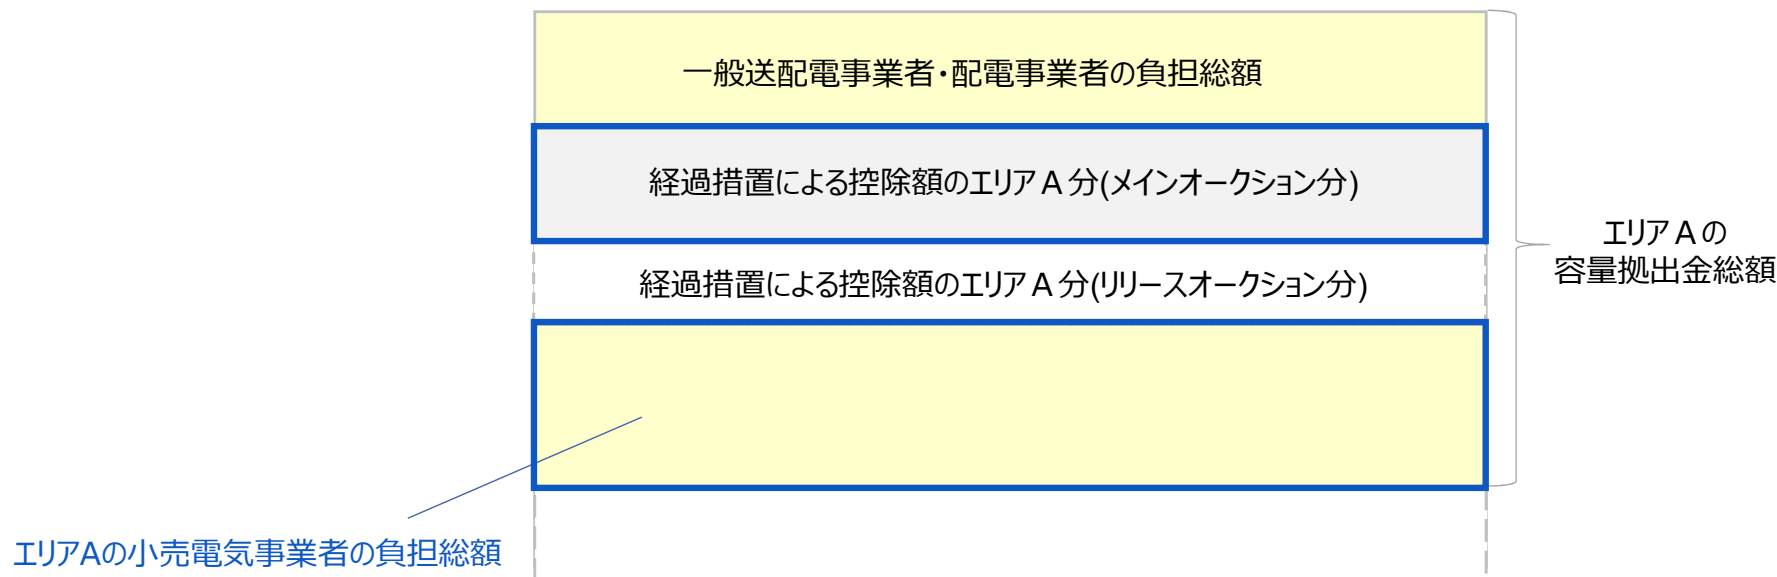 一般送配電事業者・配電事業者の負担総額
経過措置による控除額のエリアＡ分(メインオークション分)
経過措置による控除額のエリアＡ分(リリースオークション分)
エリアＡの
容量拠出金総額
エリアAの小売電気事業者の負担総額